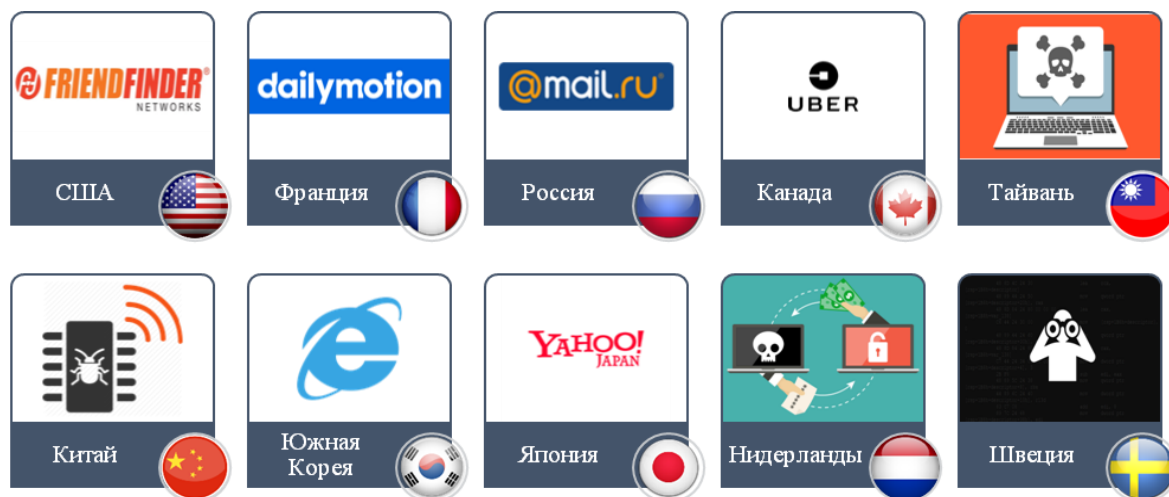 FRIENDFINDER
NETWORKS
dailymotion
@mail.ru
UBER
США
Франция
Россия
Канада
Тайвань
YAHOO!
JAPAN
Китай
Южная
Корея
Япония
Нидерланды
Швеция